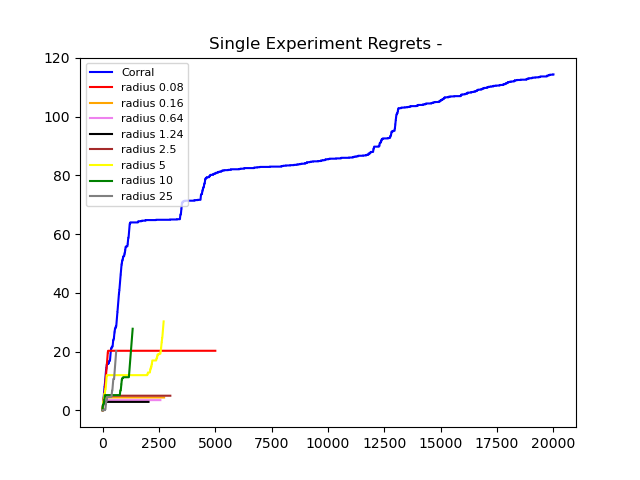 Single Experiment Regrets -
120
100
80
60
40
20
0
Corral
radius 0.08
radius 0.16
radius 0.64
radius 1.24
radius 2.5
radius 5
radius 10
radius 25
0 2500 5000 7500 10000 12500 15000 17500 20000